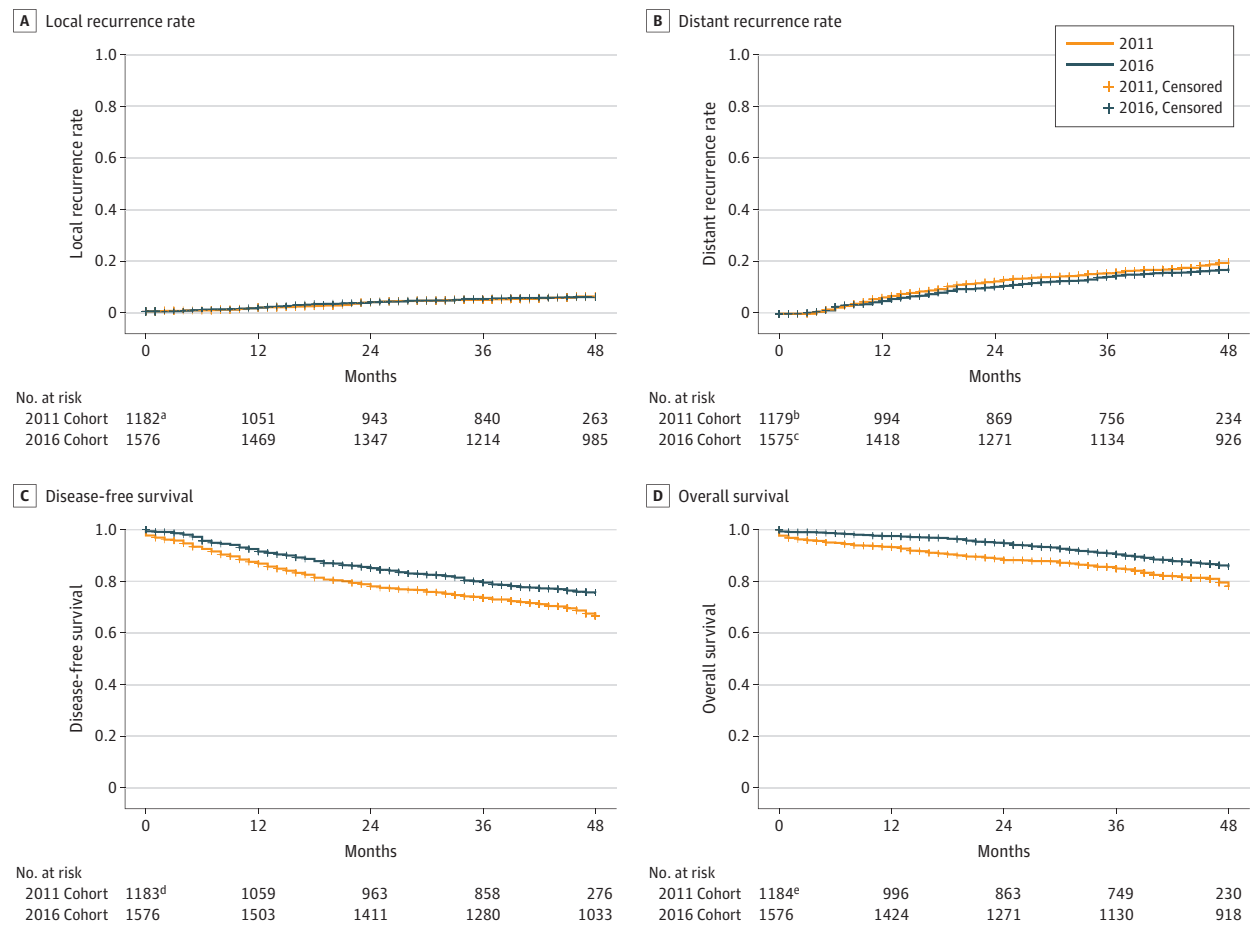 A Local recurrence rate
1.0
0.8
0.6
0.4
0.2
0
Local recurrence rate
0 12 24 36 48
Months
No. at risk
2011 Cohort 1182a 1051 943 840 263
2016 Cohort 1576 1469 1347 1214 985
B Distant recurrence rate
2011
2016
2011, Censored
2016, Censored
1.0
0.8
0.6
0.4
0.2
0
Distant recurrence rate
0 12 24 36 48
Months
No. at risk
2011 Cohort 1179b 994 869 756 234
2016 Cohort 1575c 1418 1271 1134 926
C Disease-free survival
1.0
0.8
0.6
0.4
0.2
0
Disease-free survival
0 12 24 36 48
Months
No. at risk
2011 Cohort 1183d 1059 963 858 276
2016 Cohort 1576 1503 1411 1280 1033
D Overall survival
1.0
0.8
0.6
0.4
0.2
0
Overall survival
0 12 24 36 48
Months
No. at risk
2011 Cohort 1184e 996 863 749 230
2016 Cohort 1576 1424 1271 1130 918